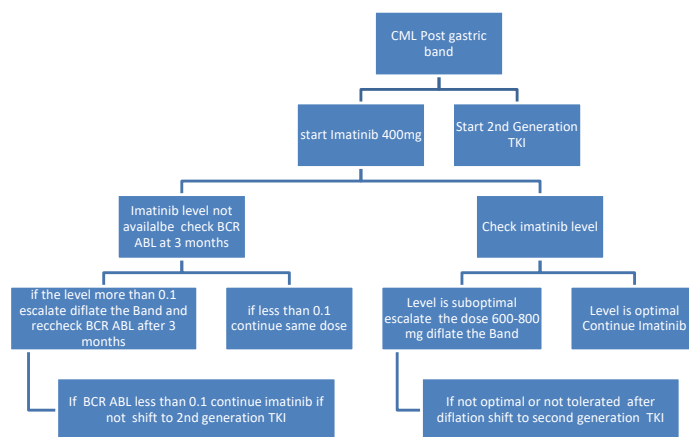 CML Post gastric
band
start Imatinib 400mg
Start 2nd Generation
TKI
Imatinib level not
availalbe check BCR
ABL at 3 months
Check imatinib level
if the level more than 0.1
escalate diflate the Band and
reccheck BCR ABL after 3
months
if less than 0.1
continue same dose
Level is suboptimal
escalate the dose 600-800
mg diflate the Band
Level is optimal
Continue Imatinib
If BCR ABL less than 0.1 continue imatinib if
not shift to 2nd generation TKI
If not optimal or not tolerated after
diflation shift to second generation TKI